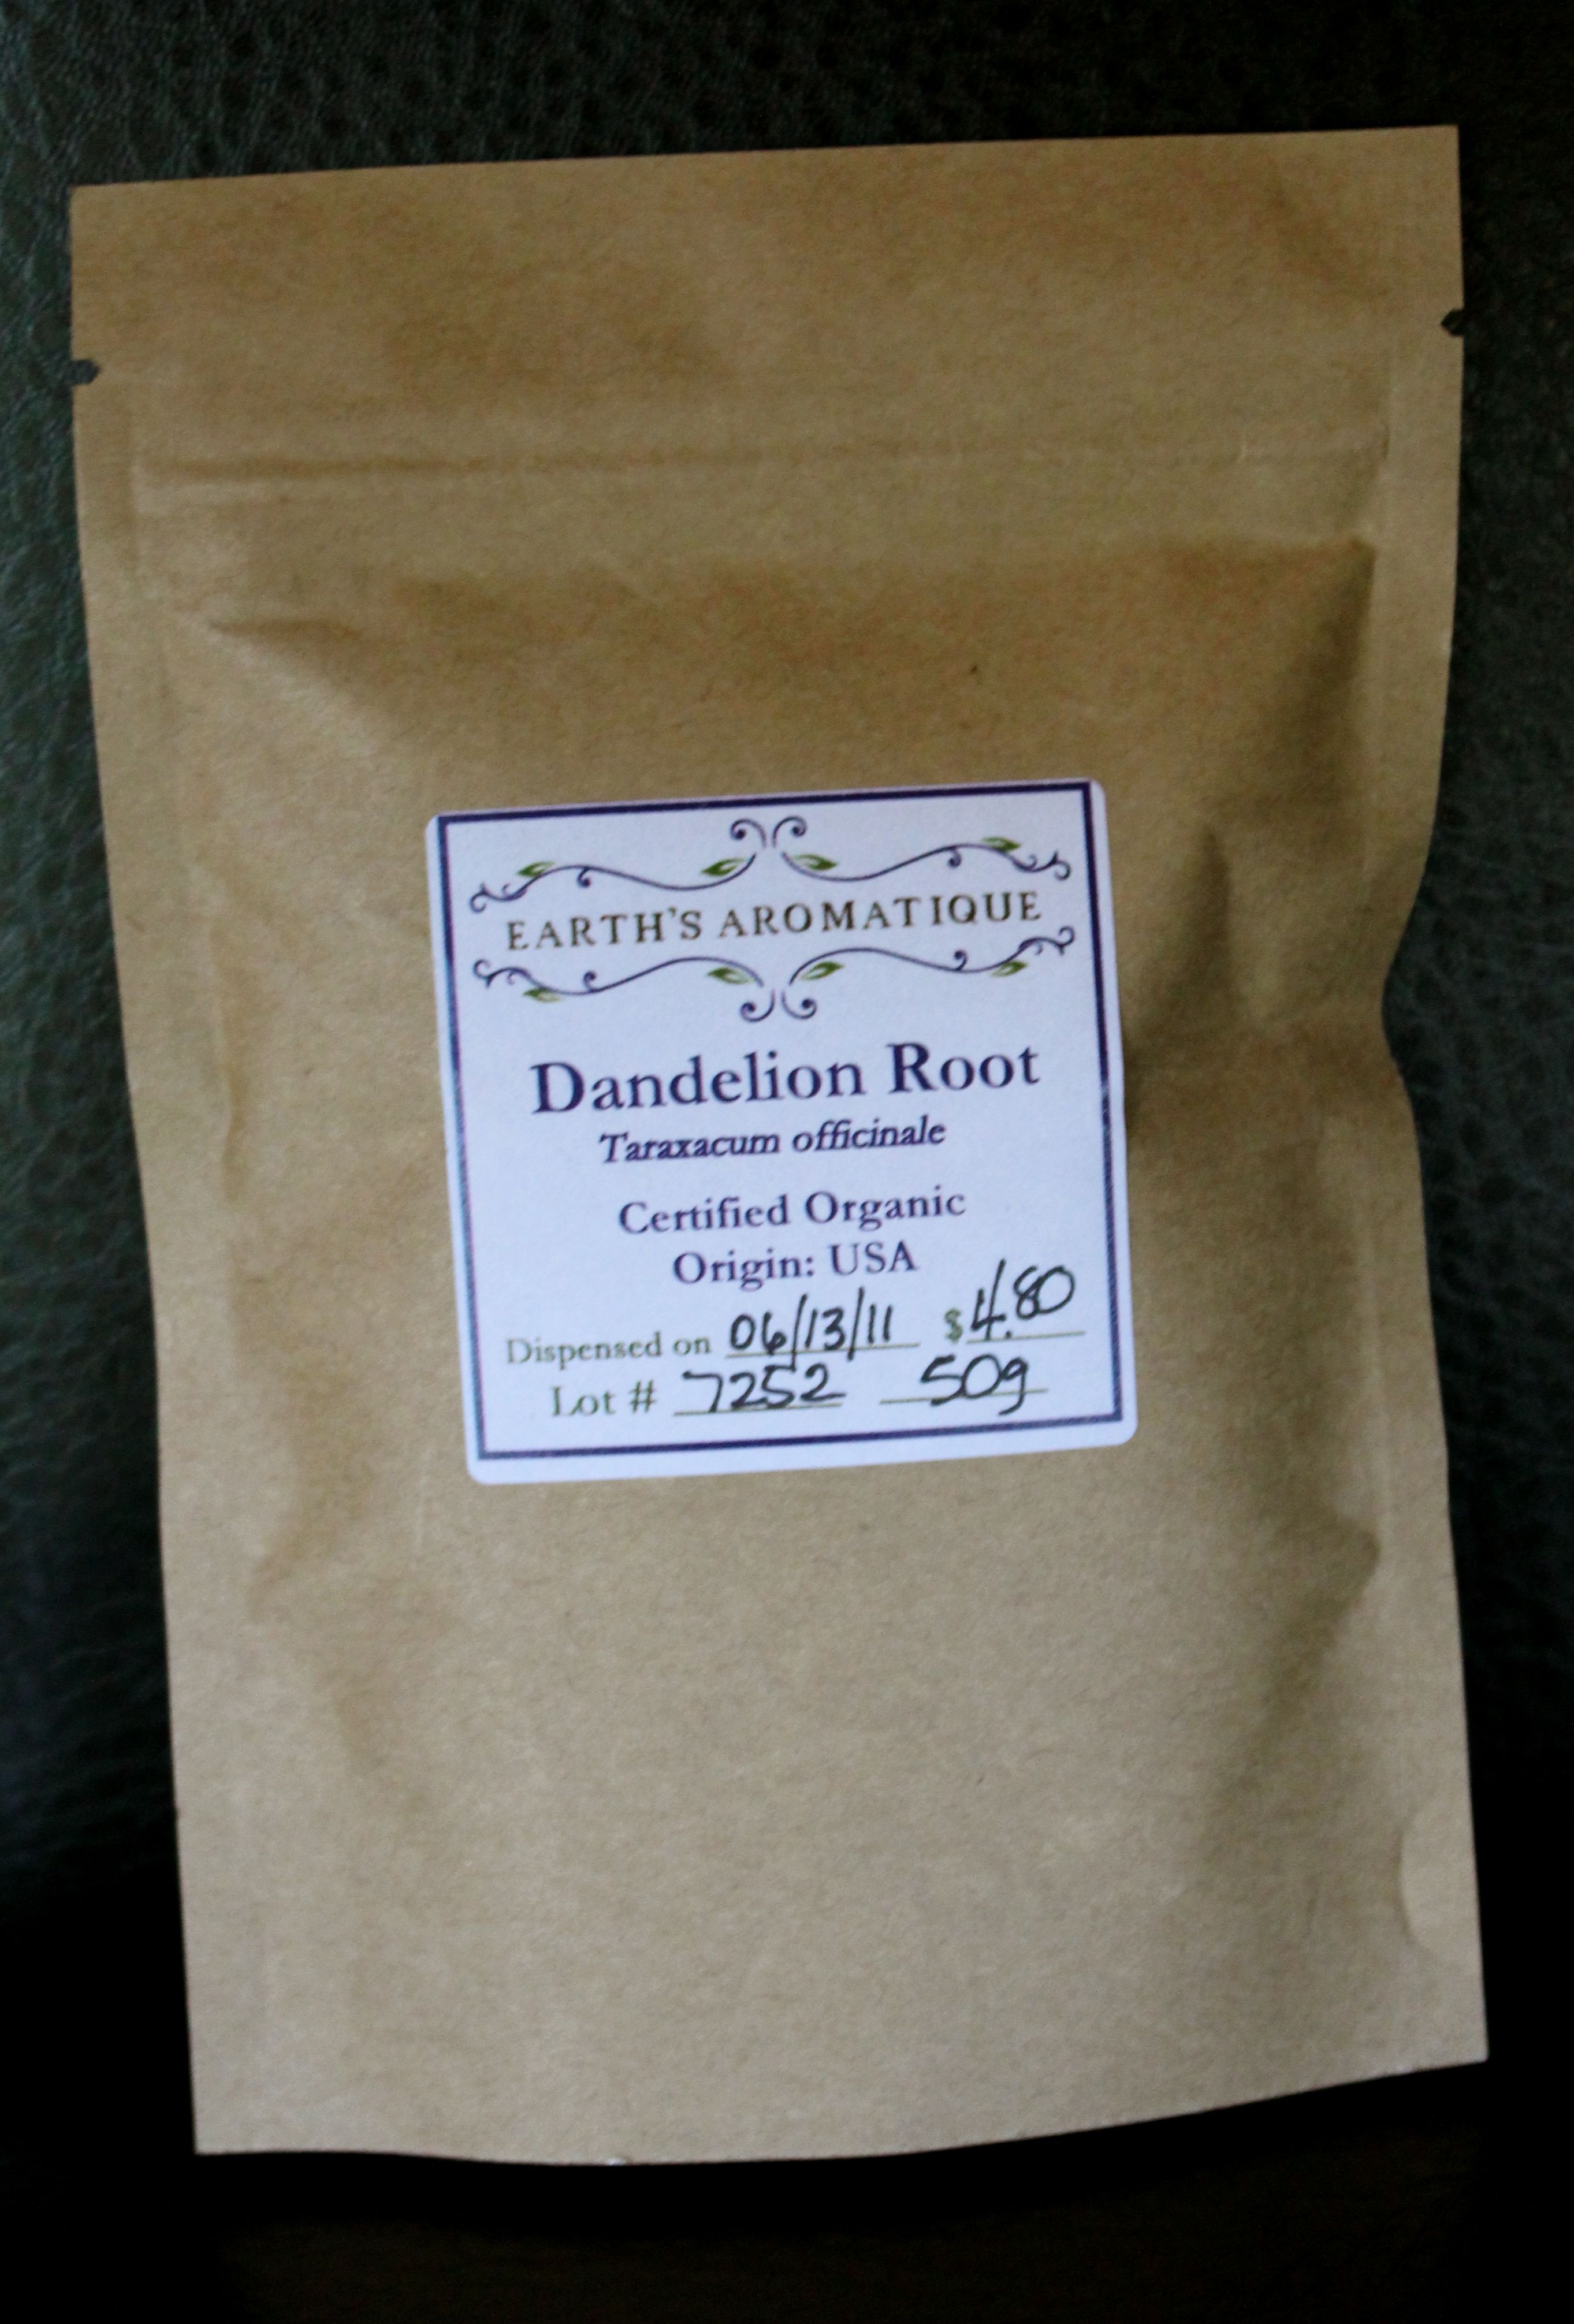 EARTH'S AROMATIQUE
Dandelion Root
Taraxacum officinale
Certified Organic
Origin: USA
Dispensed on 06/13/11 $4.80
Lot # 7252 50g